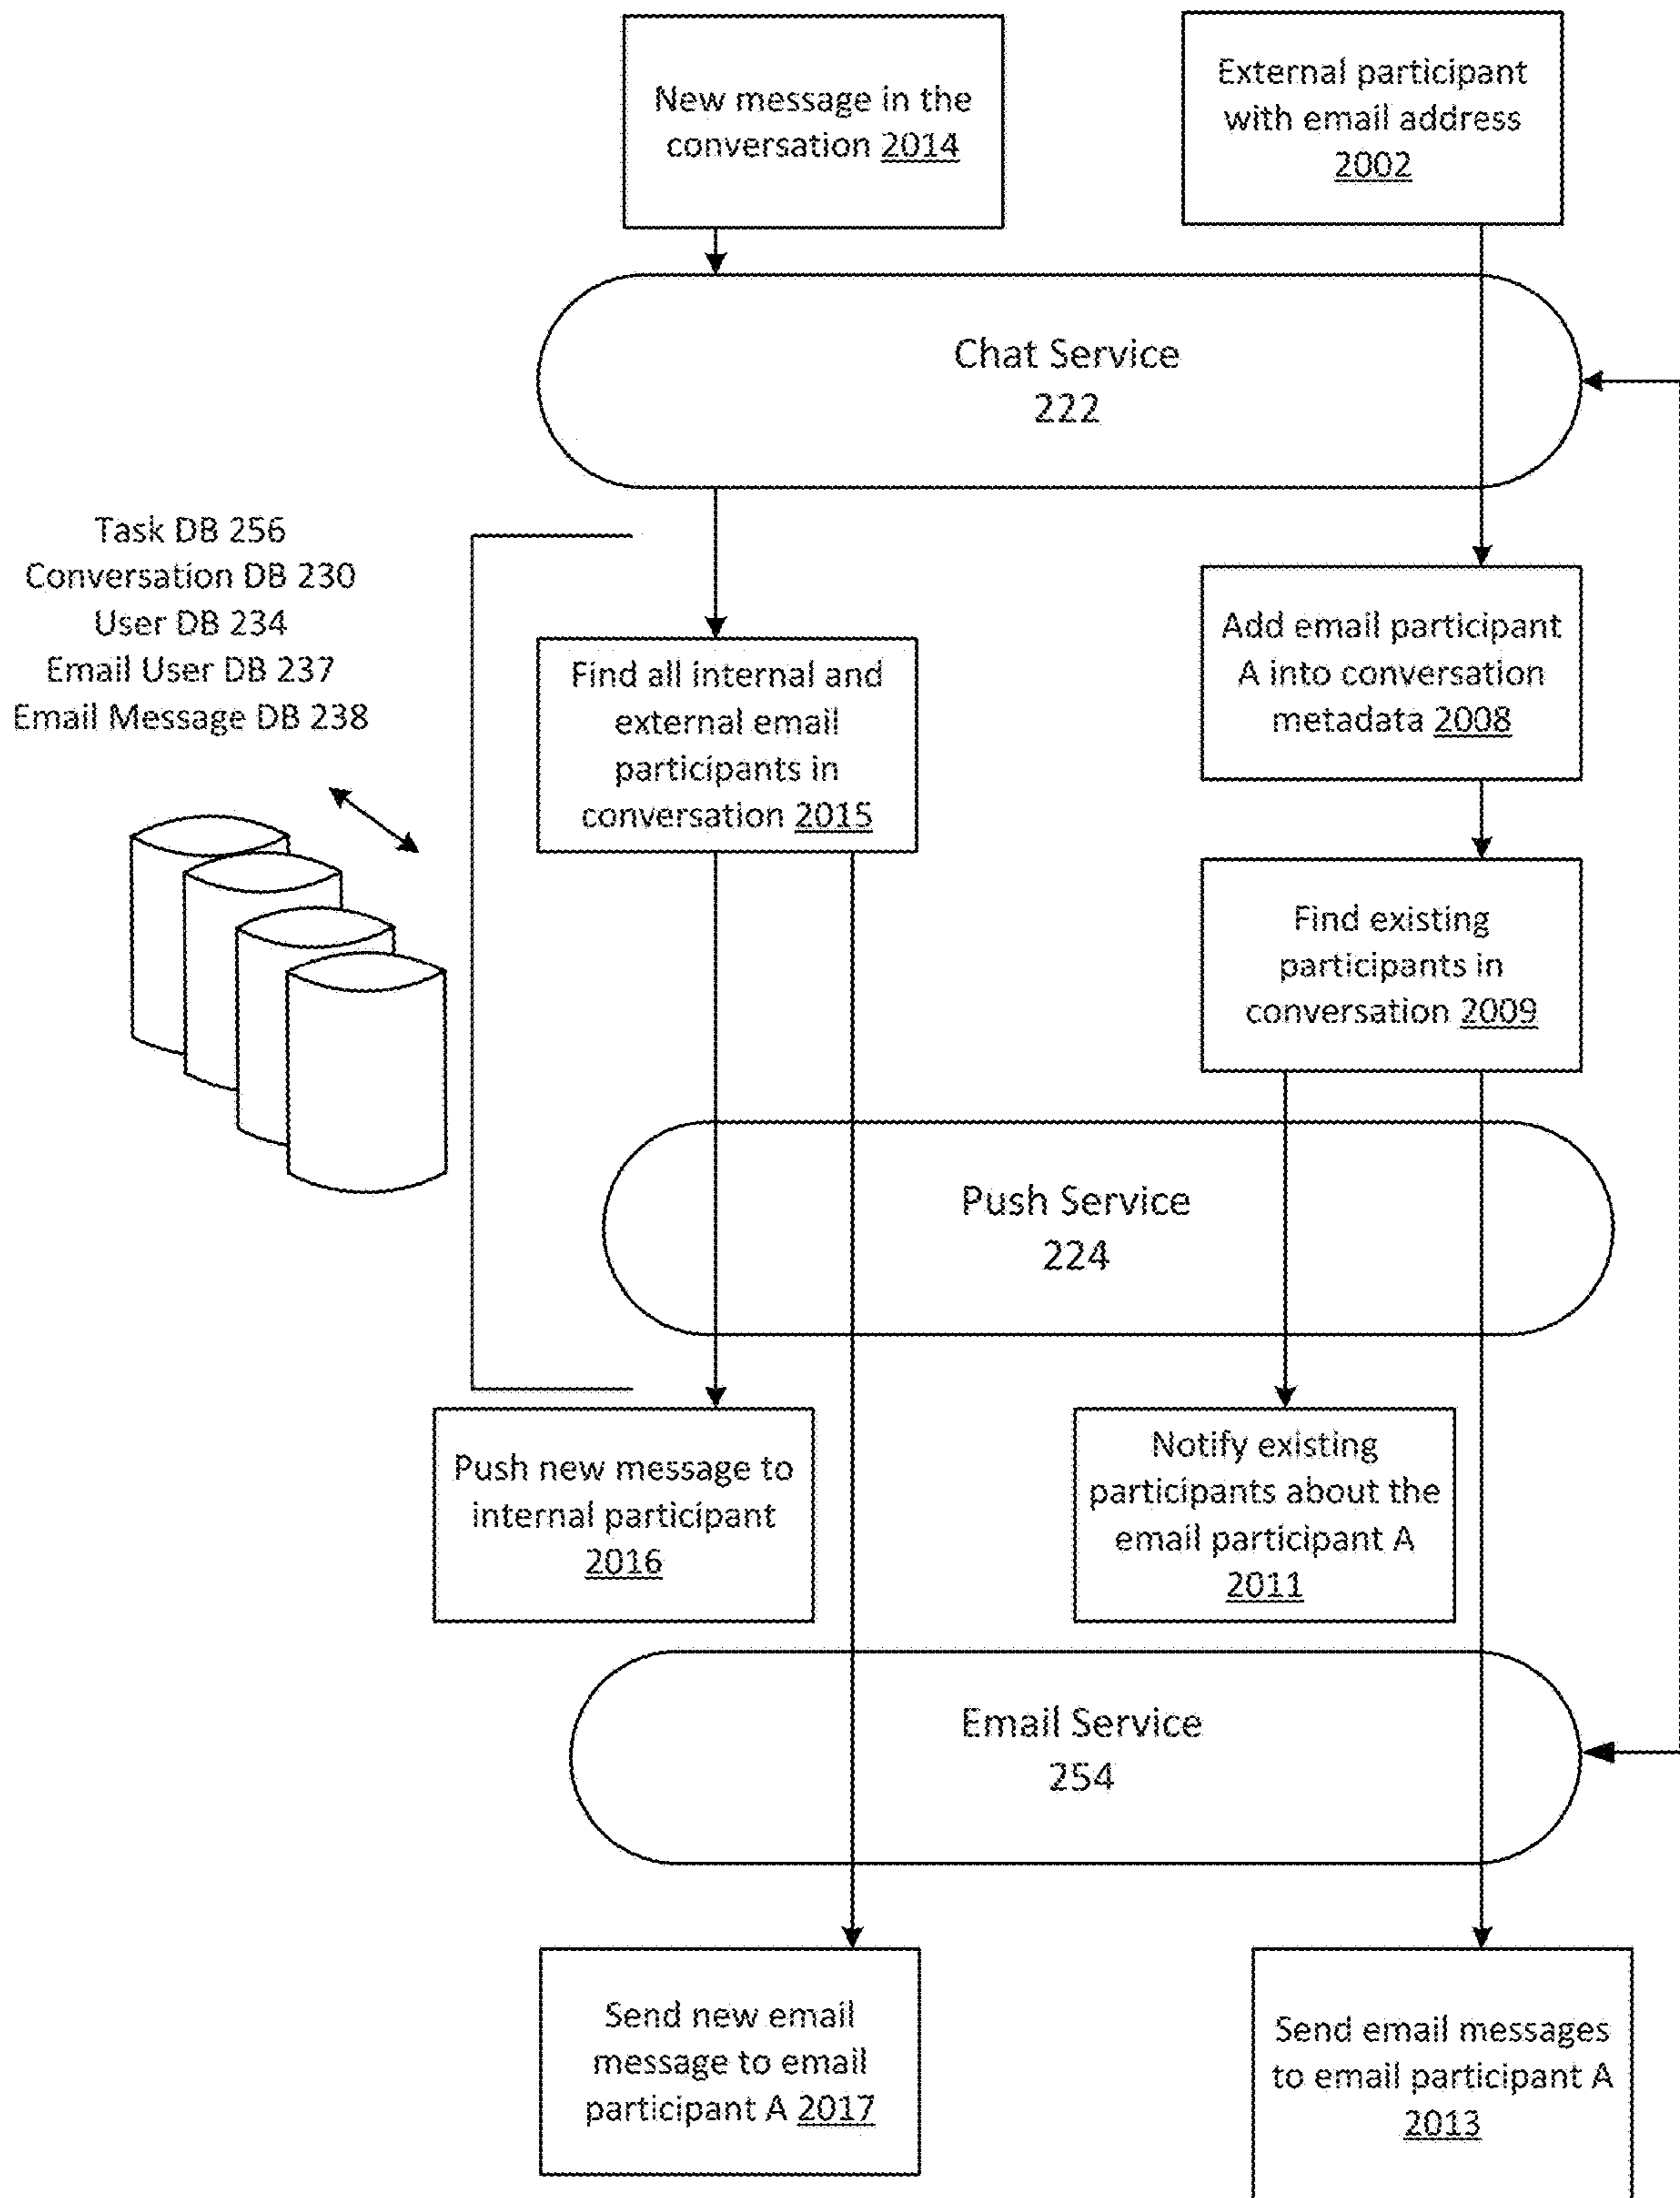 New message in the
conversation 2014
External participant
with email address
2002
Chat Service
222
Task DB 256
Conversation DB 230
User DB 234
Email User DB 237
Email Message DB 238
Find all internal and
external email
participants in
conversation 2015
Add email participant
A into conversation
metadata 2008
Find existing
participants in
conversation 2009
Push Service
224
Push new message to
internal participant
2016
Notify existing
participants about the
email participant A
2011
Email Service
254
Send new email
message to email
participant A 2017
Send email messages
to email participant A
2013